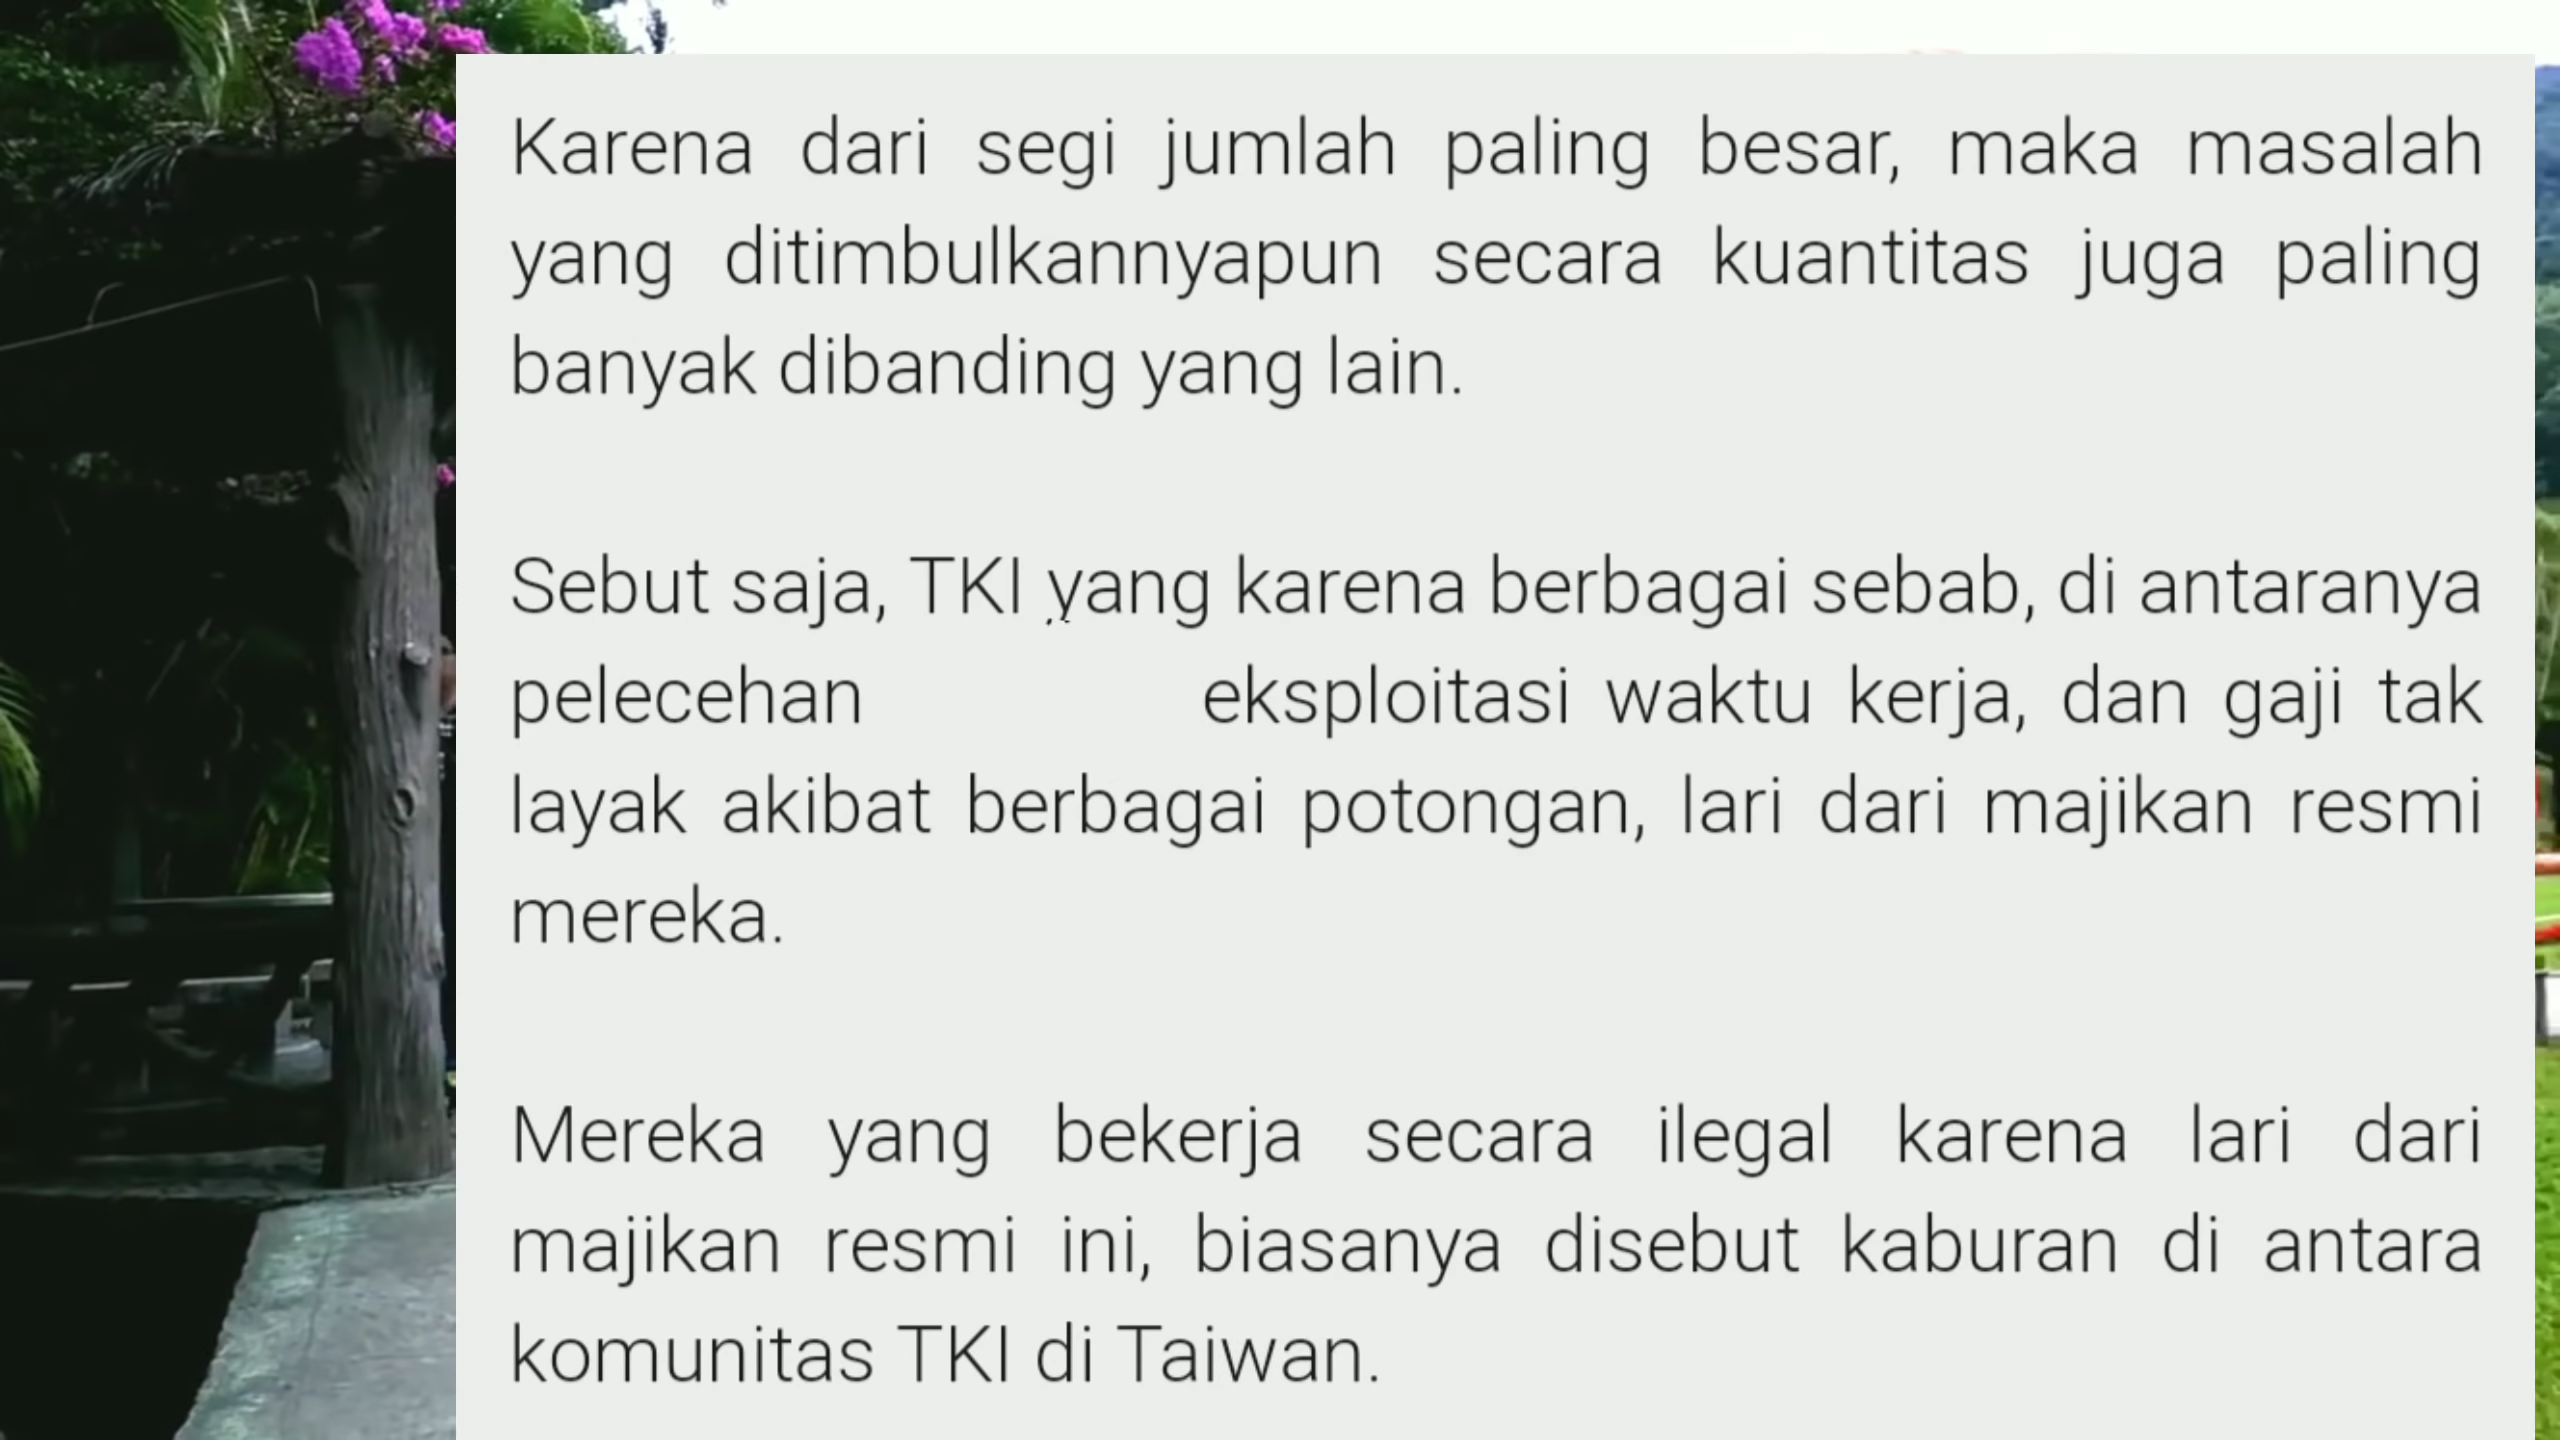 Karena dari segi jumlah paling besar, maka masalah
yang ditimbulkannyapun secara kuantitas juga paling
banyak dibanding yang lain.
Sebut saja, TKI yang karena berbagai sebab, di antaranya
pelecehan eksploitasi waktu kerja, dan gaji tak
layak akibat berbagai potongan, lari dari majikan resmi
mereka.
Mereka yang bekerja secara ilegal karena lari dari
majikan resmi ini, biasanya disebut kaburan di antara
komunitas TKI di Taiwan.